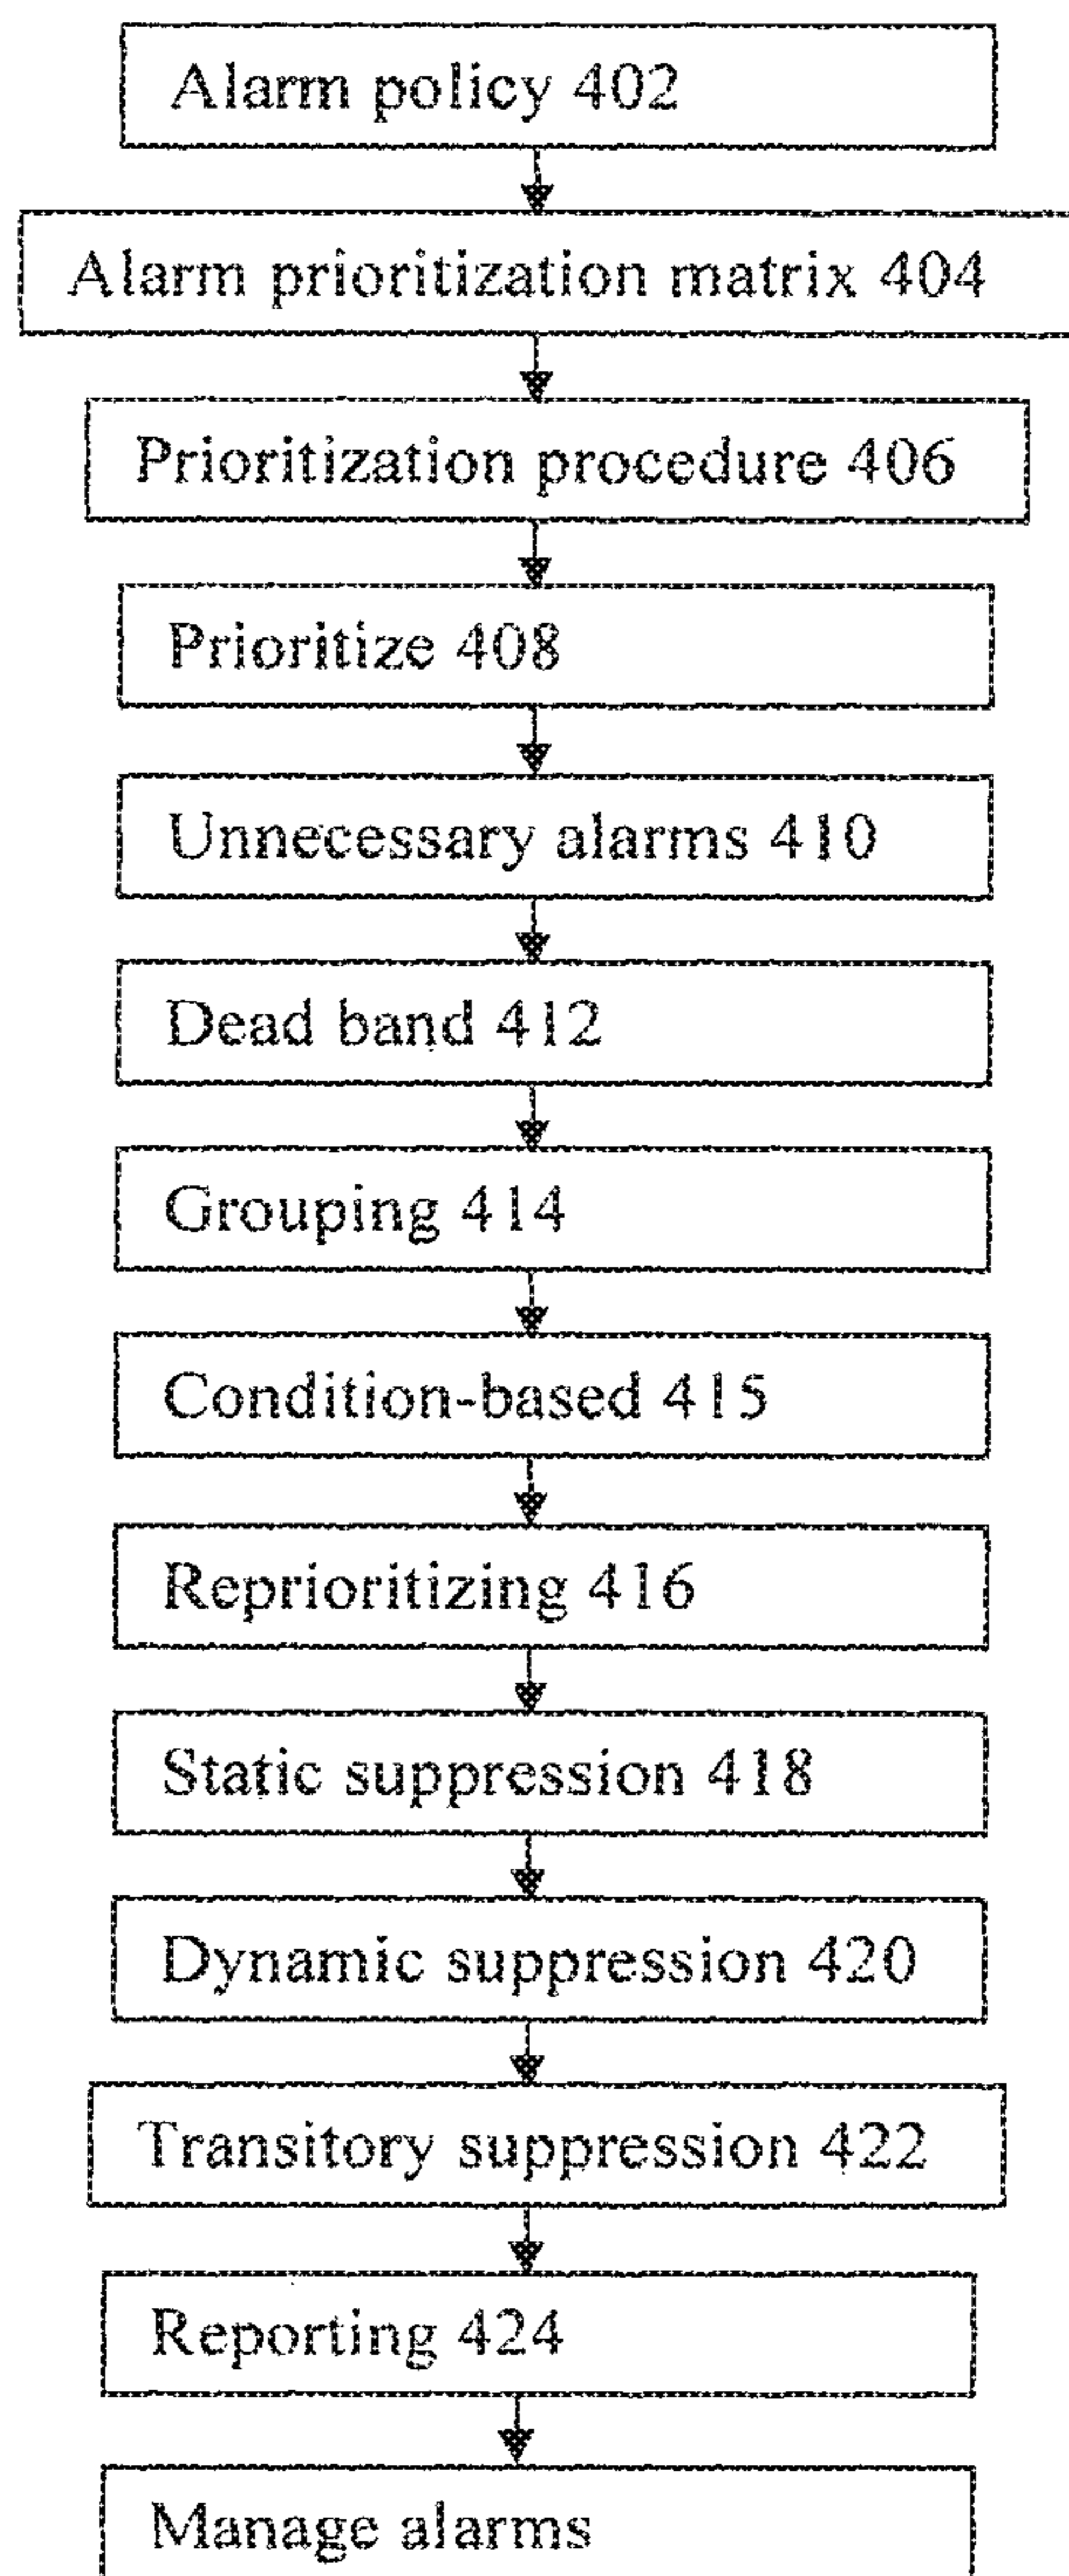 Alarm policy 402
Alarm prioritization matrix 404
Prioritization procedure 406
Prioritize 408
Unnecessary alarms 410
Dead band 412
Grouping 414
Condition-based 415
Reprioritizing 416
Static suppression 418
Dynamic suppression 420
Transitory suppression 422
Reporting 424
Manage alarms